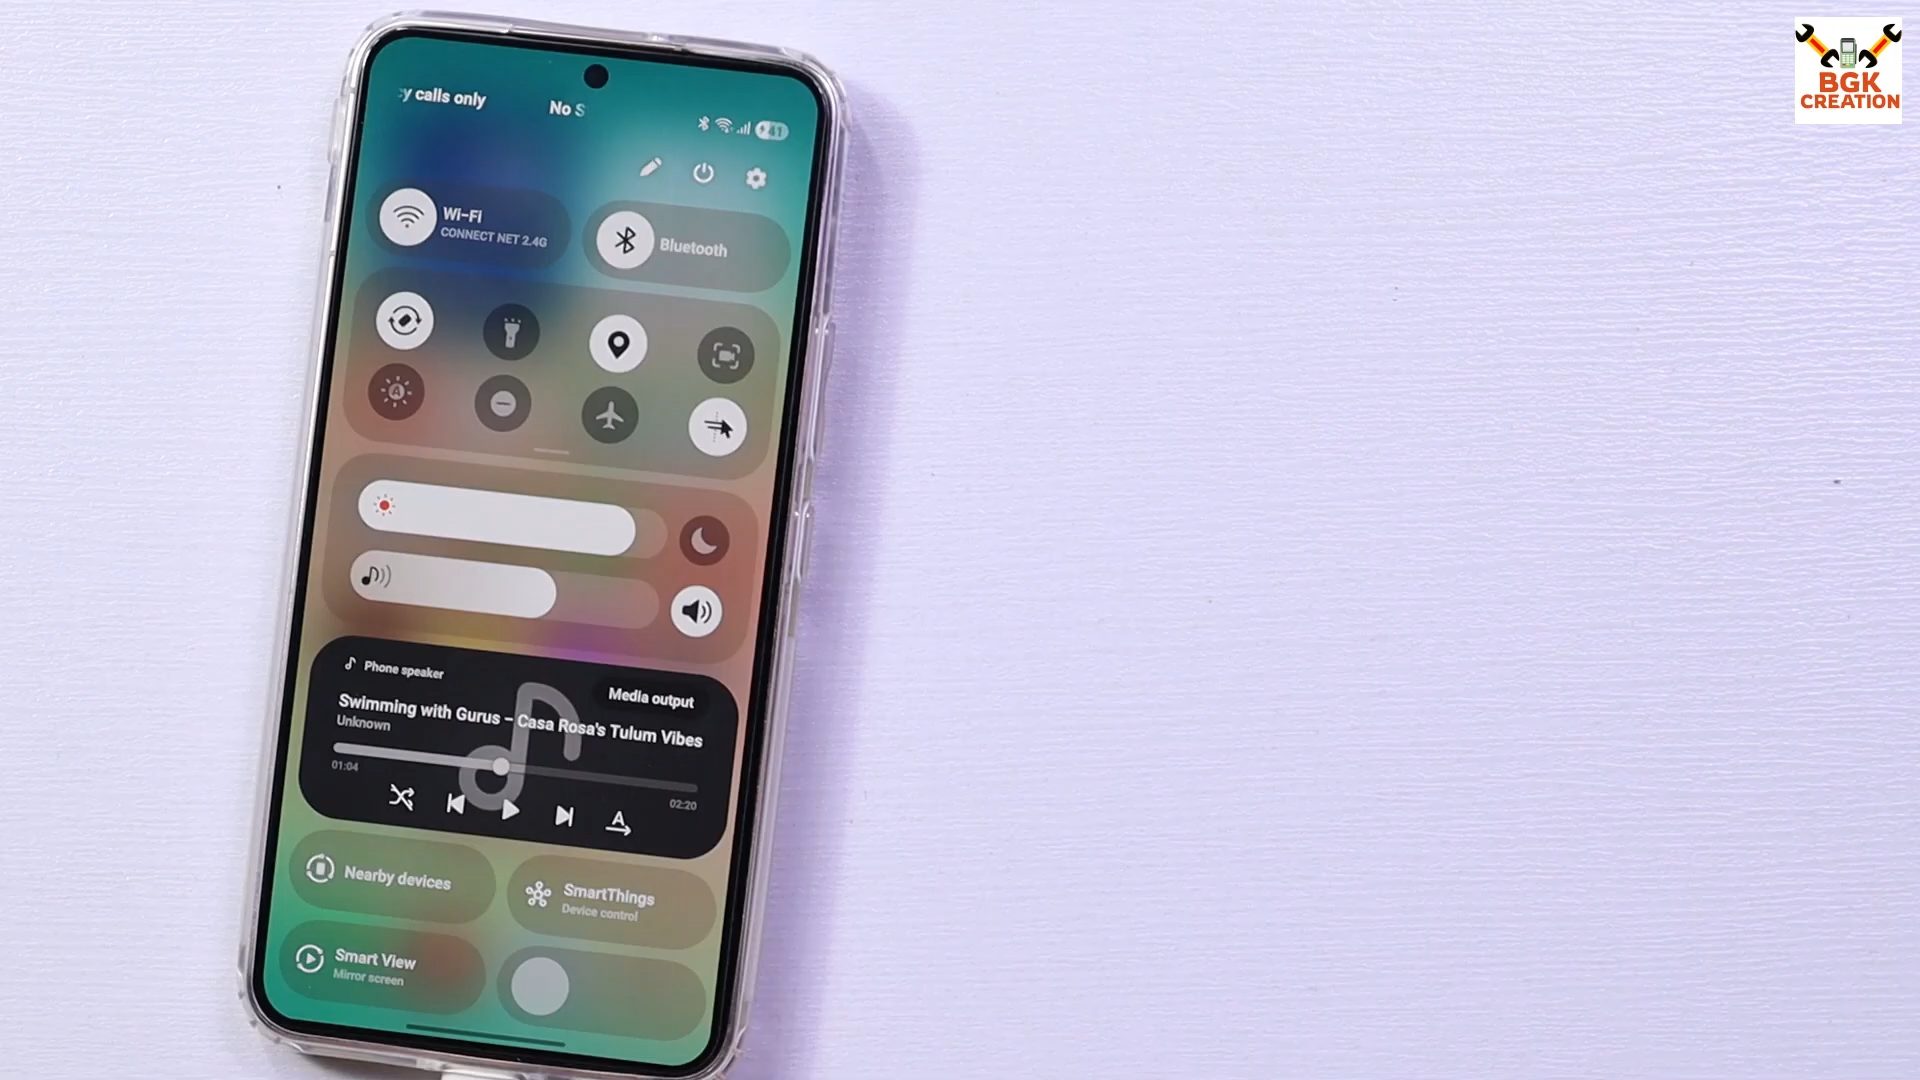 y calls only
No S
41
BGK
CREATION
Wi-Fi
CONNECT NET 2.4G
Bluetooth
A
Phone speaker
Media output
Swimming with Gurus - Casa Rosa's Tulum Vibes
Unknown
01:04
02:20
A
Nearby devices
SmartThings
Device control
Smart View
Mirror screen